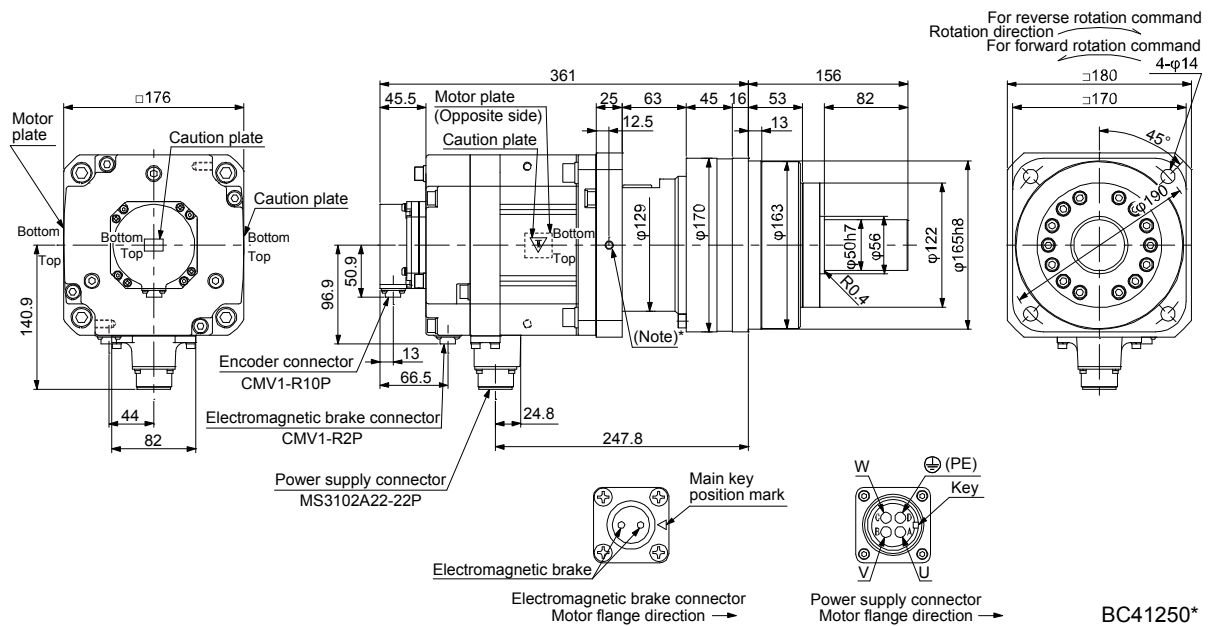 For reverse rotation command
Rotation direction
For forward rotation command
4-φ14
□180
□170
45°
φ190
□176
Motor
plate
Caution plate
Caution plate
Bottom
Top
Bottom
Top
Bottom
Top
140.9
44
82
361
156
45.5
Motor plate
(Opposite side)
Caution plate
25
63
45
16
53
82
12.5
13
Bottom
Top
φ129
φ170
φ163
φ50h7
φ56
φ122
φ165h8
R0.4
96.9
50.9
(Note)*
13
66.5
Encoder connector
CMV1-R10P
Electromagnetic brake connector
CMV1-R2P
24.8
247.8
Power supply connector
MS3102A22-22P
Main key
position mark
Electromagnetic brake
Electromagnetic brake connector
Motor flange direction →
W
(PE)
Key
C
D
B
A
V
U
Power supply connector
Motor flange direction →
BC41250*